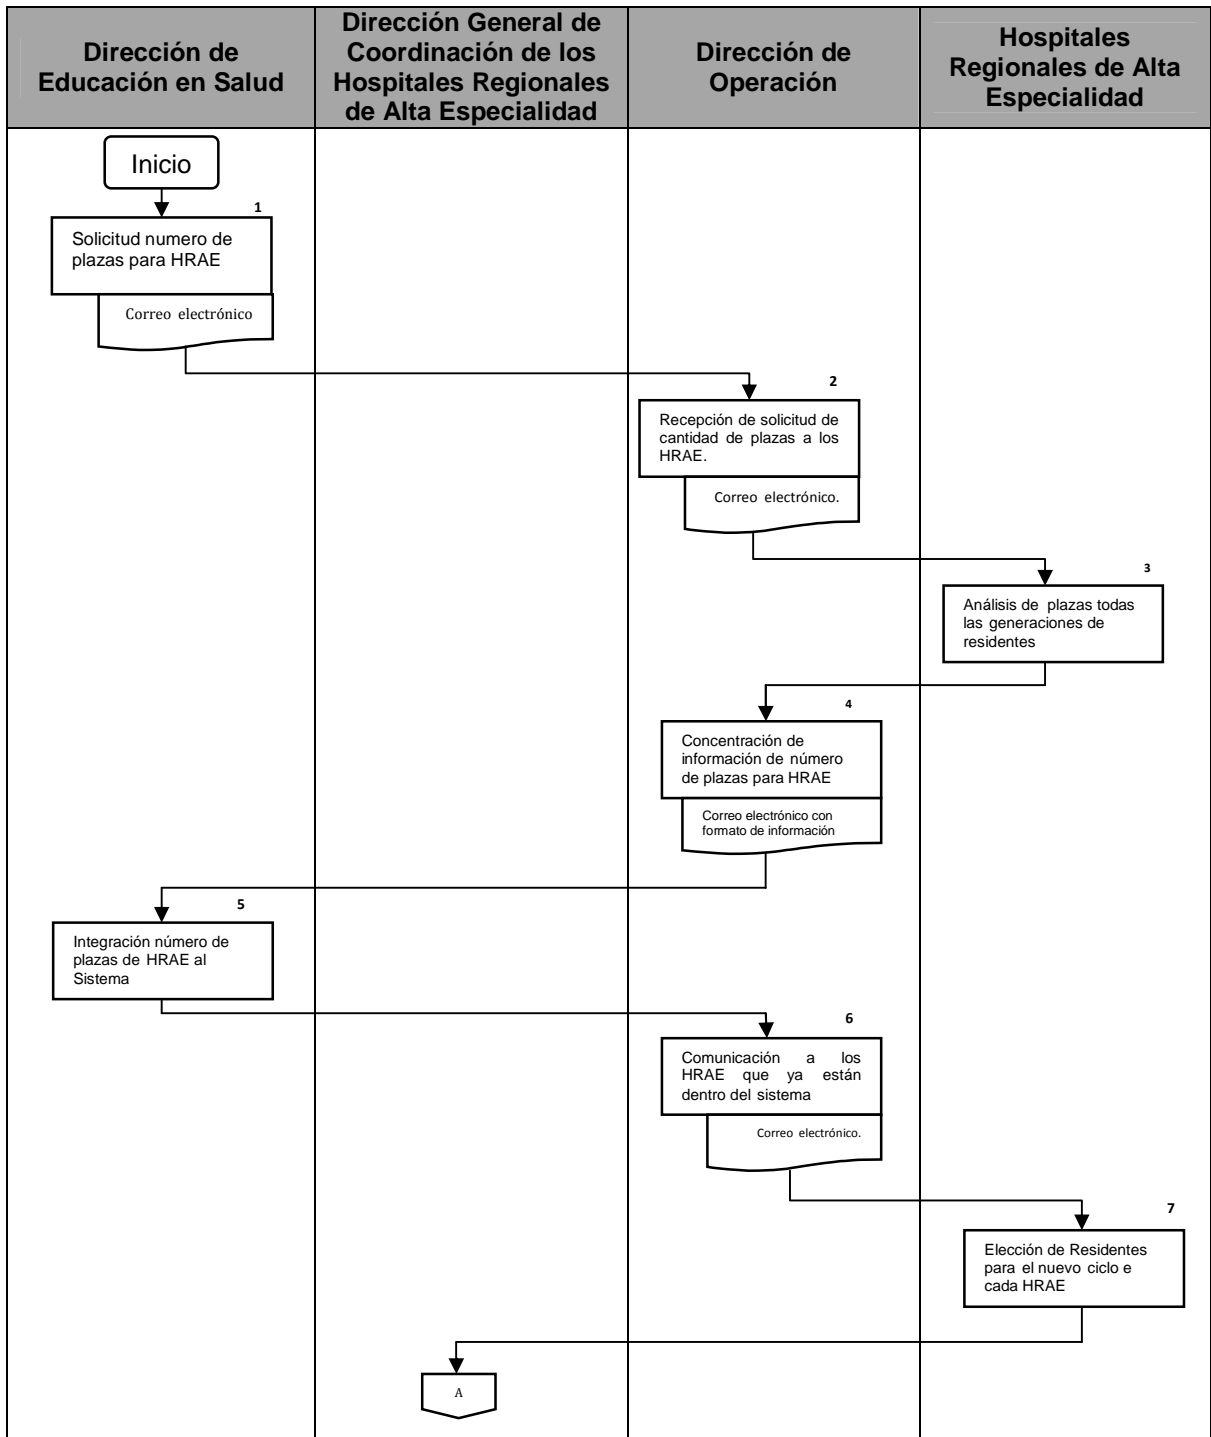 Dirección de
Educación en Salud
Dirección General de
Coordinación de los
Hospitales Regionales
de Alta Especialidad
Dirección de
Operación
Hospitales
Regionales de Alta
Especialidad
Inicio
1
Solicitud numero de
plazas para HRAE
Correo electrónico
2
Recepción de solicitud de
cantidad de plazas a los
HRAE.
Correo electrónico.
3
Análisis de plazas todas
las generaciones de
residentes
4
Concentración de
información de número
de plazas para HRAE
Correo electrónico con
formato de información
5
Integración número de
plazas de HRAE al
Sistema
6
Comunicación a los
HRAE que ya están
dentro del sistema
Correo electrónico.
7
Elección de Residentes
para el nuevo ciclo e
cada HRAE
A